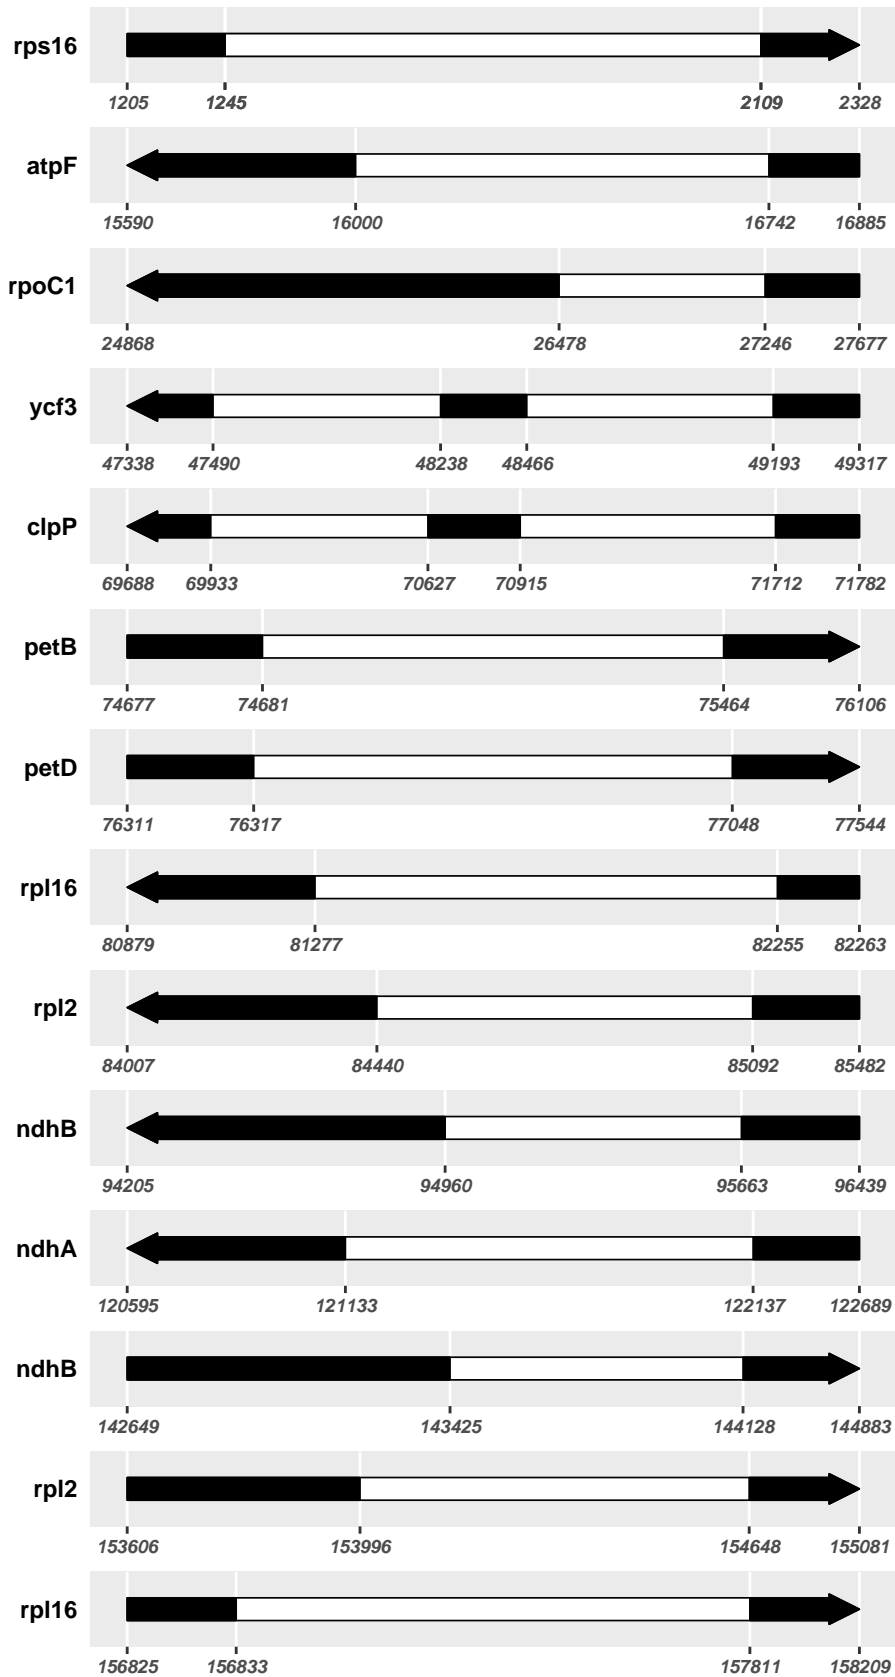 rps16
1205 1245 2109 2328
atpF
15590 16000 16742 16885
rpoC1
24868 26478 27246 27677
ycf3
47338 47490 48238 48466 49193 49317
clpP
69688 69933 70627 70915 71712 71782
petB
74677 74681 75464 76106
petD
76311 76317 77048 77544
rpl16
80879 81277 82255 82263
rpl2
84007 84440 85092 85482
ndhB
94205 94960 95663 96439
ndhA
120595 121133 122137 122689
ndhB
142649 143425 144128 144883
rpl2
153606 153996 154648 155081
rpl16
156825 156833 157811 158209